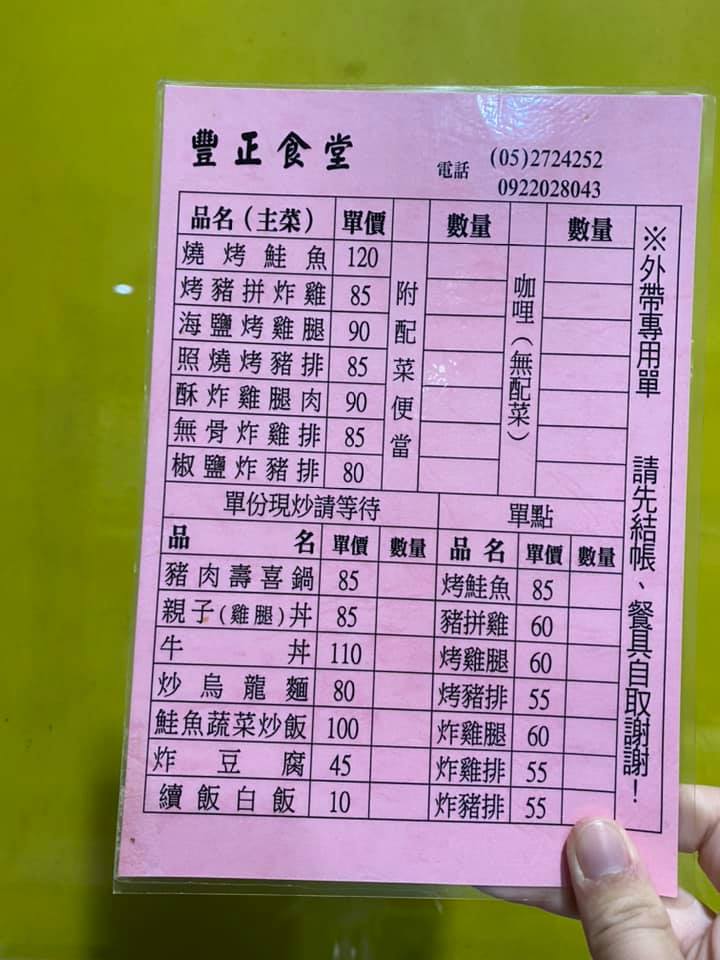 豐正食堂
電話 (05)2724252
0922028043
品名(主菜) 單價 數量 數量
燒烤鮭魚 120
烤豬拼炸雞 85
海鹽烤雞腿 90
照燒烤豬排 85
酥炸雞腿肉 90
無骨炸雞排 85
椒鹽炸豬排 80
附配菜便當
咖哩(無配菜)
※外帶專用單 請先結帳、餐具自取謝謝!
單份現炒請等待 單點
品名 單價 數量 品名 單價 數量
豬肉壽喜鍋 85 烤鮭魚 85
親子(雞腿)丼 85 豬拼雞 60
牛丼 110 烤雞腿 60
炒烏龍麵 80 烤豬排 55
鮭魚蔬菜炒飯 100 炸雞腿 60
炸豆腐 45 炸雞排 55
續飯白飯 10 炸豬排 55